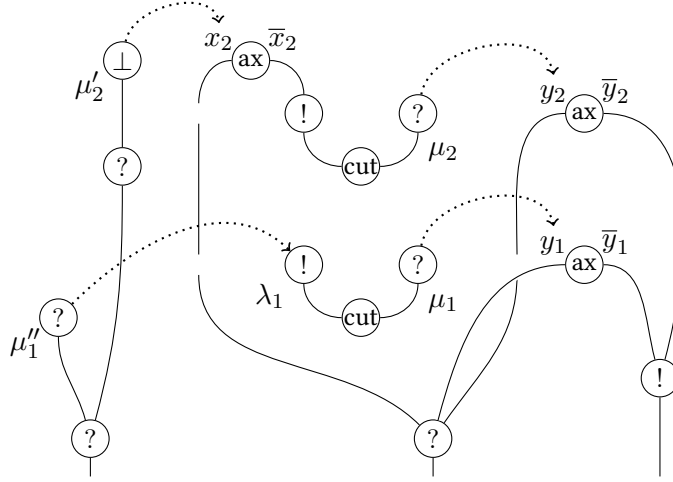 x₂ ax x̄₂
⊥
μ′₂
! ? y₂ ax ȳ₂
μ₂
? cut
y₁ ȳ₁
! ? ax
λ₁ μ₁
? cut
μ″₁
!
? ?